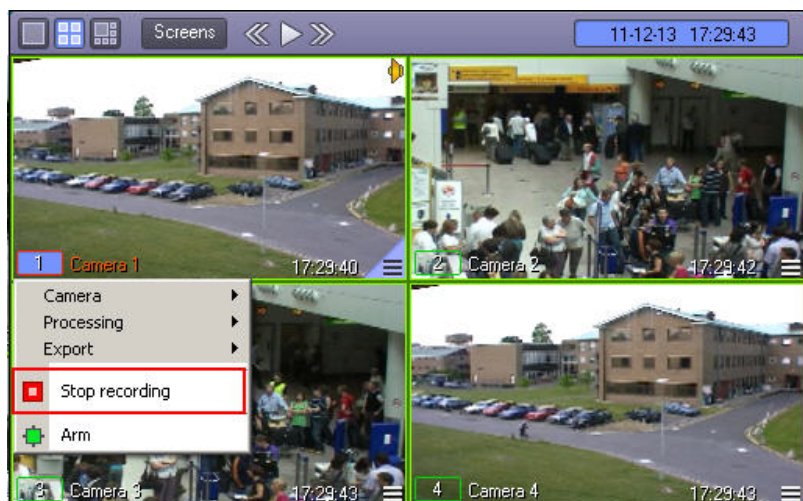 Screens
11-12-13 17:29:43
1 Camera 1 17:29:40
2 Camera 2 17:29:42
Camera
Processing
Export
Stop recording
Arm
3 Camera 3 17:29:43
4 Camera 4 17:29:43